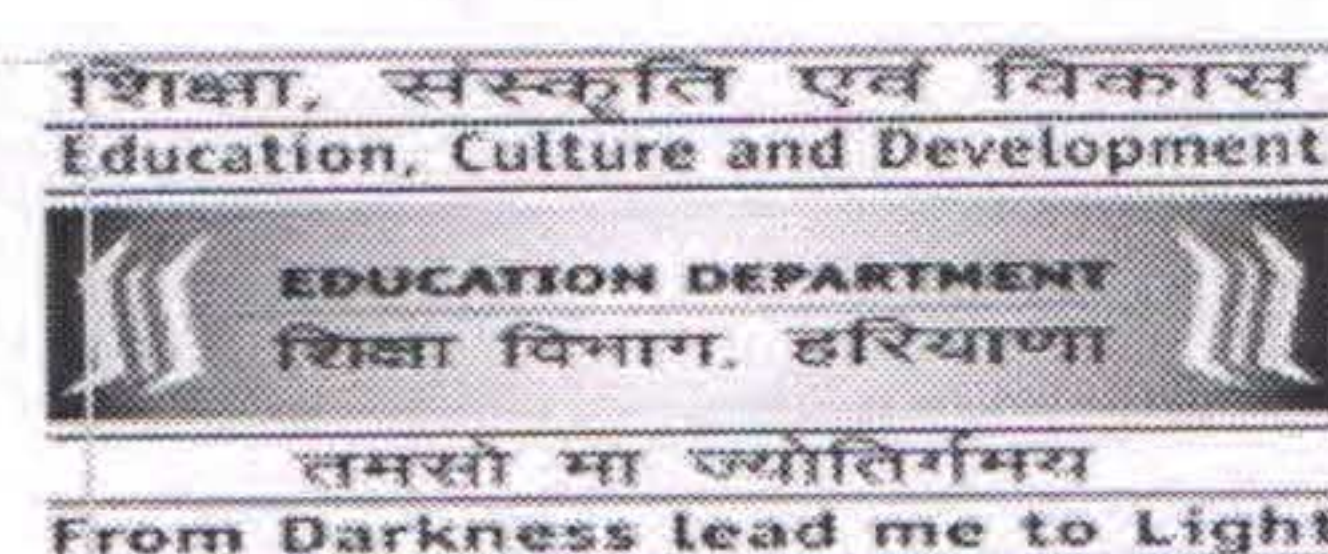 शिक्षा, संस्कृति एवं विकास
Education, Culture and Development
EDUCATION DEPARTMENT
शिक्षा विभाग, हरियाणा
तमसो मा ज्योतिर्गमय
From Darkness lead me to Light